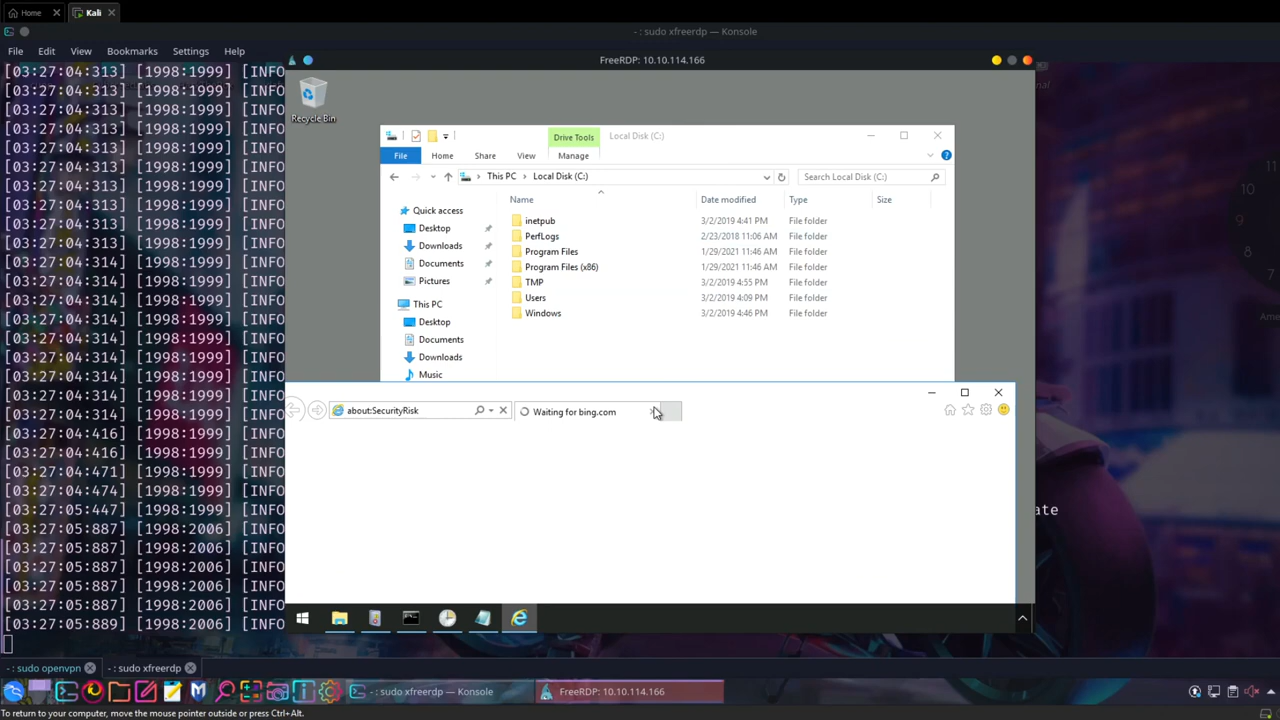 Home
Kali
- : sudo xfreerdp — Konsole
File Edit View Bookmarks Settings Help
FreeRDP: 10.10.114.166
[03:27:04:313] [1998:1999] [INFO
[03:27:04:313] [1998:1999] [INFO
[03:27:04:313] [1998:1999] [INFO
[03:27:04:313] [1998:1999] [INFO
[03:27:04:313] [1998:1999] [INFO
[03:27:04:313] [1998:1999] [INFO
[03:27:04:313] [1998:1999] [INFO
[03:27:04:313] [1998:1999] [INFO
[03:27:04:313] [1998:1999] [INFO
[03:27:04:313] [1998:1999] [INFO
[03:27:04:314] [1998:1999] [INFO
[03:27:04:314] [1998:1999] [INFO
[03:27:04:314] [1998:1999] [INFO
[03:27:04:314] [1998:1999] [INFO
[03:27:04:314] [1998:1999] [INFO
[03:27:04:314] [1998:1999] [INFO
[03:27:04:314] [1998:1999] [INFO
[03:27:04:314] [1998:1999] [INFO
[03:27:04:314] [1998:1999] [INFO
[03:27:04:416] [1998:1999] [INFO
[03:27:04:416] [1998:1999] [INFO
[03:27:04:471] [1998:1999] [INFO
[03:27:04:474] [1998:1999] [INFO
[03:27:05:447] [1998:1999] [INFO
[03:27:05:887] [1998:2006] [INFO
[03:27:05:887] [1998:2006] [INFO
[03:27:05:887] [1998:2006] [INFO
[03:27:05:887] [1998:2006] [INFO
[03:27:05:887] [1998:2006] [INFO
[03:27:05:889] [1998:2006] [INFO
Recycle Bin
Drive Tools
Local Disk (C:)
File Home Share View Manage
This PC Local Disk (C:)
Search Local Disk (C:)
Name Date modified Type Size
Quick access
Desktop
Downloads
Documents
Pictures
This PC
Desktop
Documents
Downloads
Music
inetpub 3/2/2019 4:41 PM File folder
PerfLogs 2/23/2018 11:06 AM File folder
Program Files 1/29/2021 11:46 AM File folder
Program Files (x86) 1/29/2021 11:46 AM File folder
TMP 3/2/2019 4:55 PM File folder
Users 3/2/2019 4:09 PM File folder
Windows 3/2/2019 4:46 PM File folder
about:SecurityRisk
Waiting for bing.com
nal
11
10
9
8
7
Ame
ate
- : sudo openvpn
- : sudo xfreerdp
- : sudo xfreerdp — Konsole
FreeRDP: 10.10.114.166
To return to your computer, move the mouse pointer outside or press Ctrl+Alt.